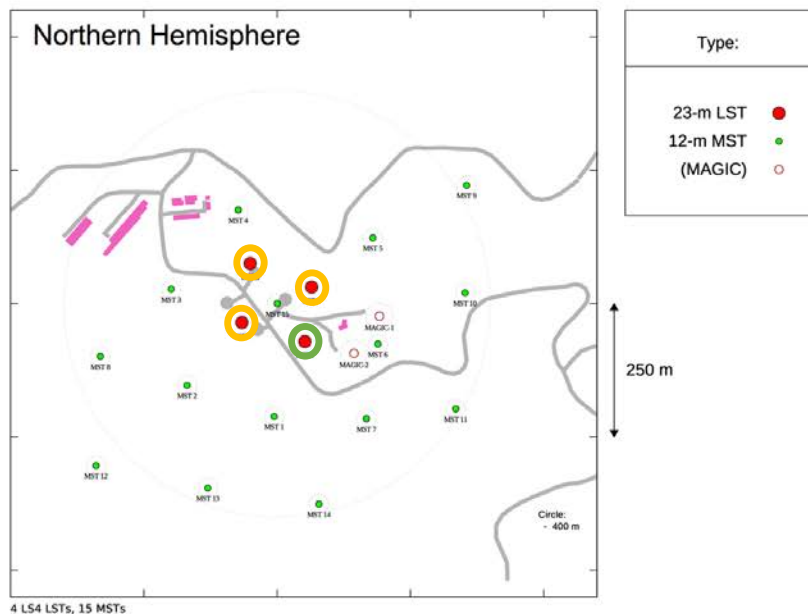 Northern Hemisphere
Type:
23-m LST
12-m MST
(MAGIC)
MST 9
MST 4
MST 5
MST 3
MST 10
MST 15
MAGIC-1
250 m
MST 6
MAGIC-2
MST 8
MST 2
MST 1
MST 7
MST 11
MST 12
MST 13
MST 14
Circle:
- 400 m
4 LS4 LSTs, 15 MSTs